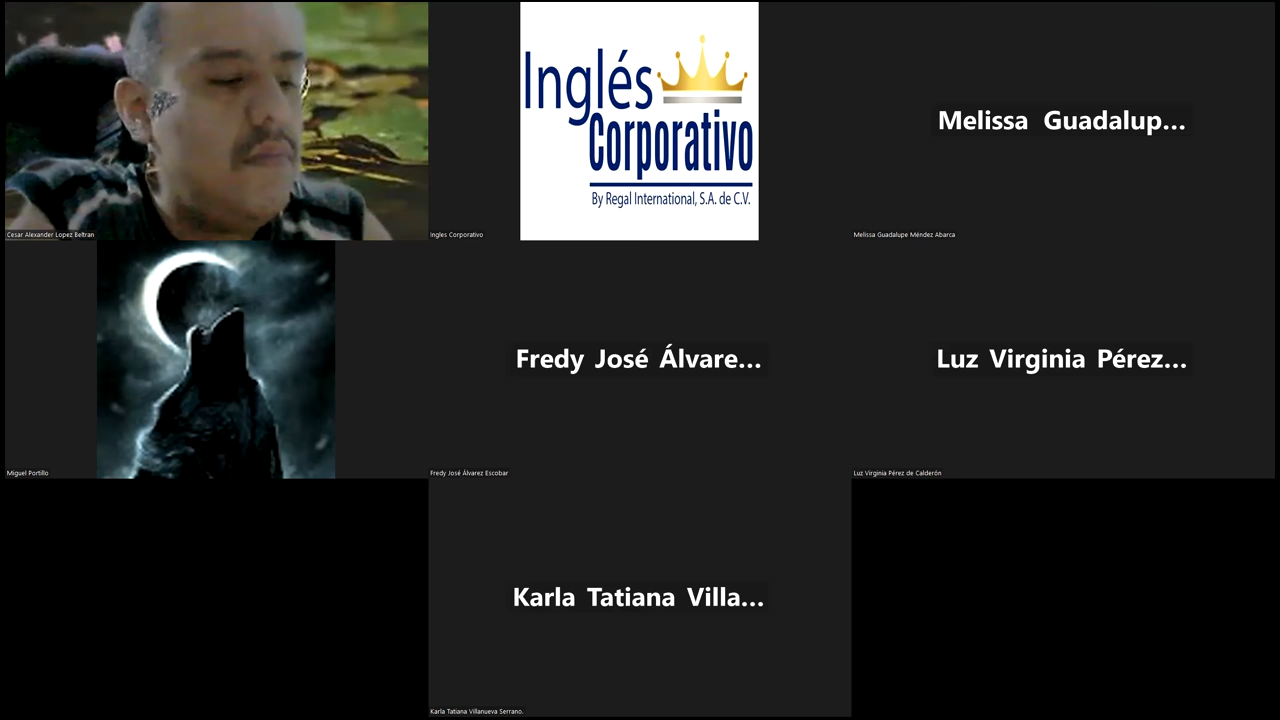 Cesar Alexander Lopez Beltran
Inglés
Corporativo
By Regal International, S.A. de C.V.
Ingles Corporativo
Melissa Guadalup...
Melissa Guadalupe Méndez Abarca
Miguel Portillo
Fredy José Álvare...
Fredy José Álvarez Escobar
Luz Virginia Pérez...
Luz Virginia Pérez de Calderón
Karla Tatiana Villa...
Karla Tatiana Villanueva Serrano.